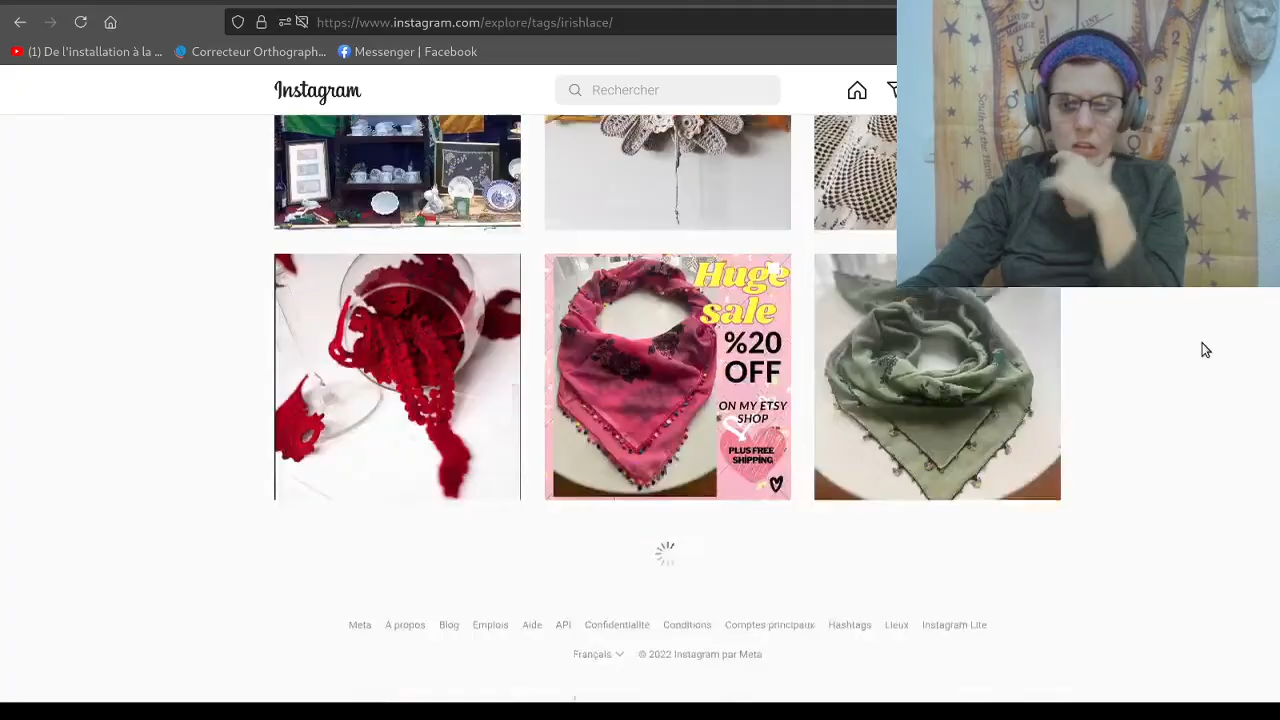 https://www.instagram.com/explore/tags/irishlace/
(1) De l'installation à la ...
Correcteur Orthograph...
Messenger | Facebook
Instagram
Rechercher
Huge
sale
%20
OFF
ON MY ETSY
SHOP
PLUS FREE
SHIPPING
Meta
À propos
Blog
Emplois
Aide
API
Confidentialité
Conditions
Comptes principaux
Hashtags
Lieux
Instagram Lite
Français
© 2022 Instagram par Meta